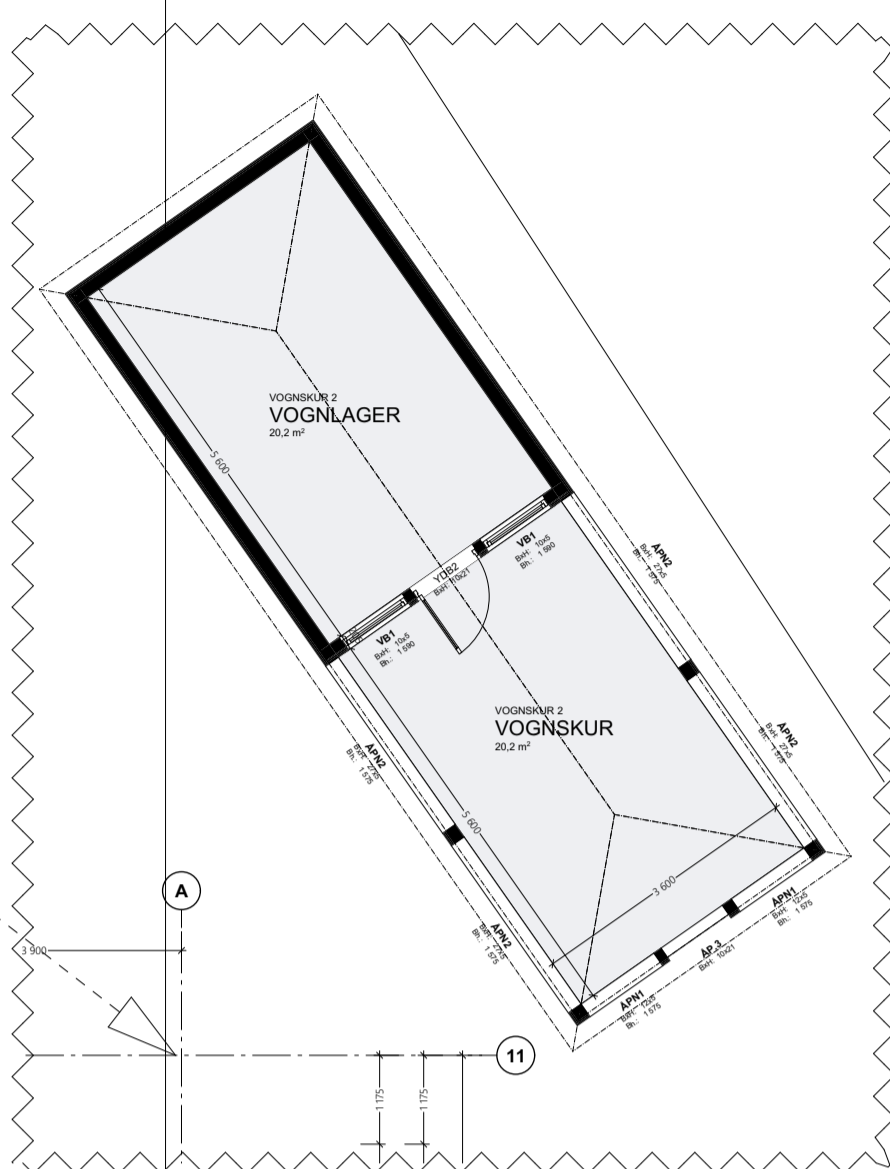 VOGNSKUR 2
VOGNLAGER
20,2 m²
5 600
VB1
BxH: 10x5
Bh.: 1 590
YDB2
BxH: 10x21
VB1
BxH: 10x5
Bh.: 1 590
APN2
BxH: 27x5
Bh.: 1 575
VOGNSKUR 2
VOGNSKUR
20,2 m²
APN2
BxH: 27x5
Bh.: 1 575
APN2
BxH: 27x5
Bh.: 1 575
5 600
3 600
APN1
BxH: 12x5
Bh.: 1 575
APN2
BxH: 27x5
Bh.: 1 575
AP.3
BxH: 10x21
APN1
BxH: 12x5
Bh.: 1 575
A
3 900
11
1 175
1 175